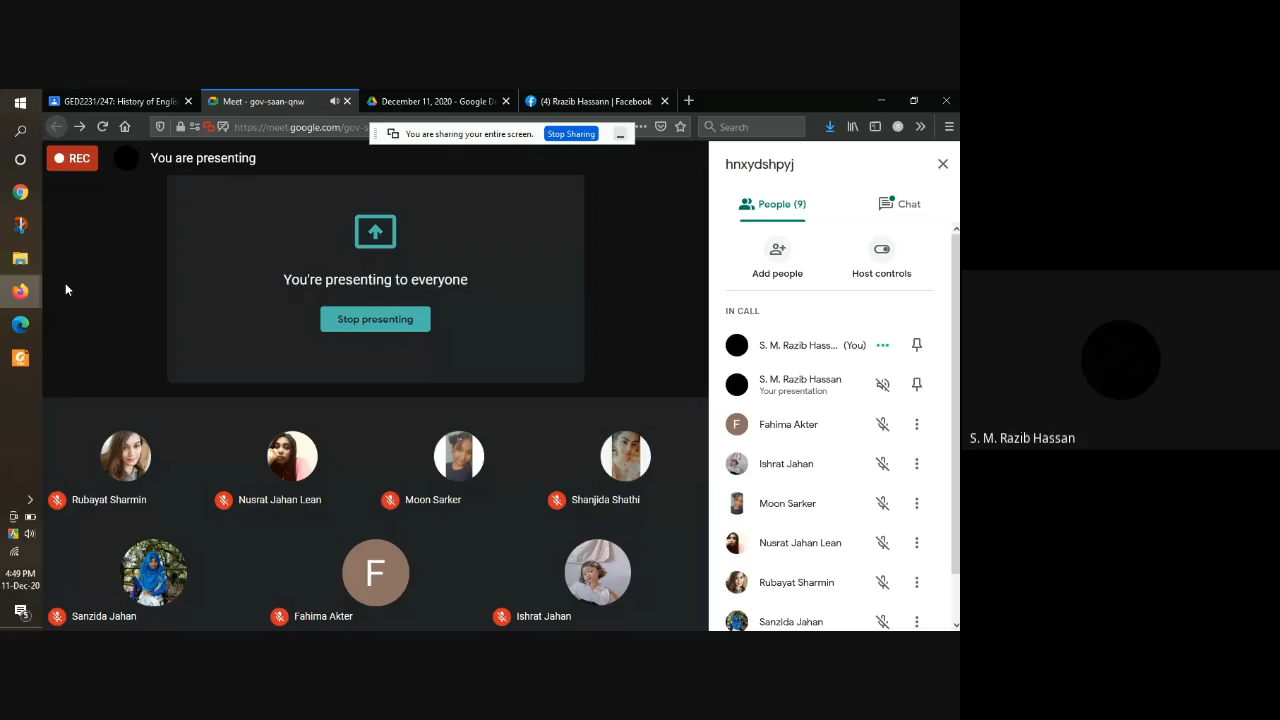 GED2231/247: History of Englis
Meet - gov-saan-qnw
December 11, 2020 - Google D
(4) Rrazib Hassann | Facebook
https://meet.google.com/gov-s
You are sharing your entire screen.
Stop Sharing
Search
REC
You are presenting
hnxydshpyj
People (9)
Chat
You're presenting to everyone
Stop presenting
Add people
Host controls
IN CALL
S. M. Razib Hass... (You)
S. M. Razib Hassan
Your presentation
Fahima Akter
Ishrat Jahan
Moon Sarker
Nusrat Jahan Lean
Rubayat Sharmin
Sanzida Jahan
Rubayat Sharmin
Nusrat Jahan Lean
Moon Sarker
Shanjida Shathi
F
Sanzida Jahan
Fahima Akter
Ishrat Jahan
F
4:49 PM
11-Dec-20
S. M. Razib Hassan